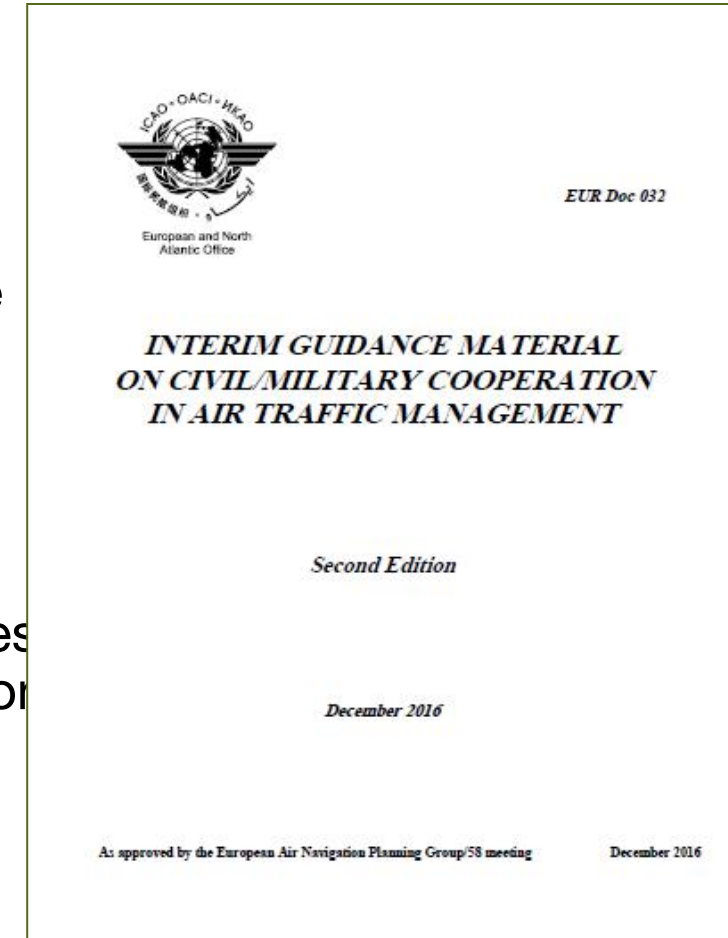 ICAO · OACI · ИКАО
European and North
Atlantic Office
EUR Doc 032
INTERIM GUIDANCE MATERIAL
ON CIVIL/MILITARY COOPERATION
IN AIR TRAFFIC MANAGEMENT
Second Edition
es
December 2016
As approved by the European Air Navigation Planning Group/58 meeting December 2016